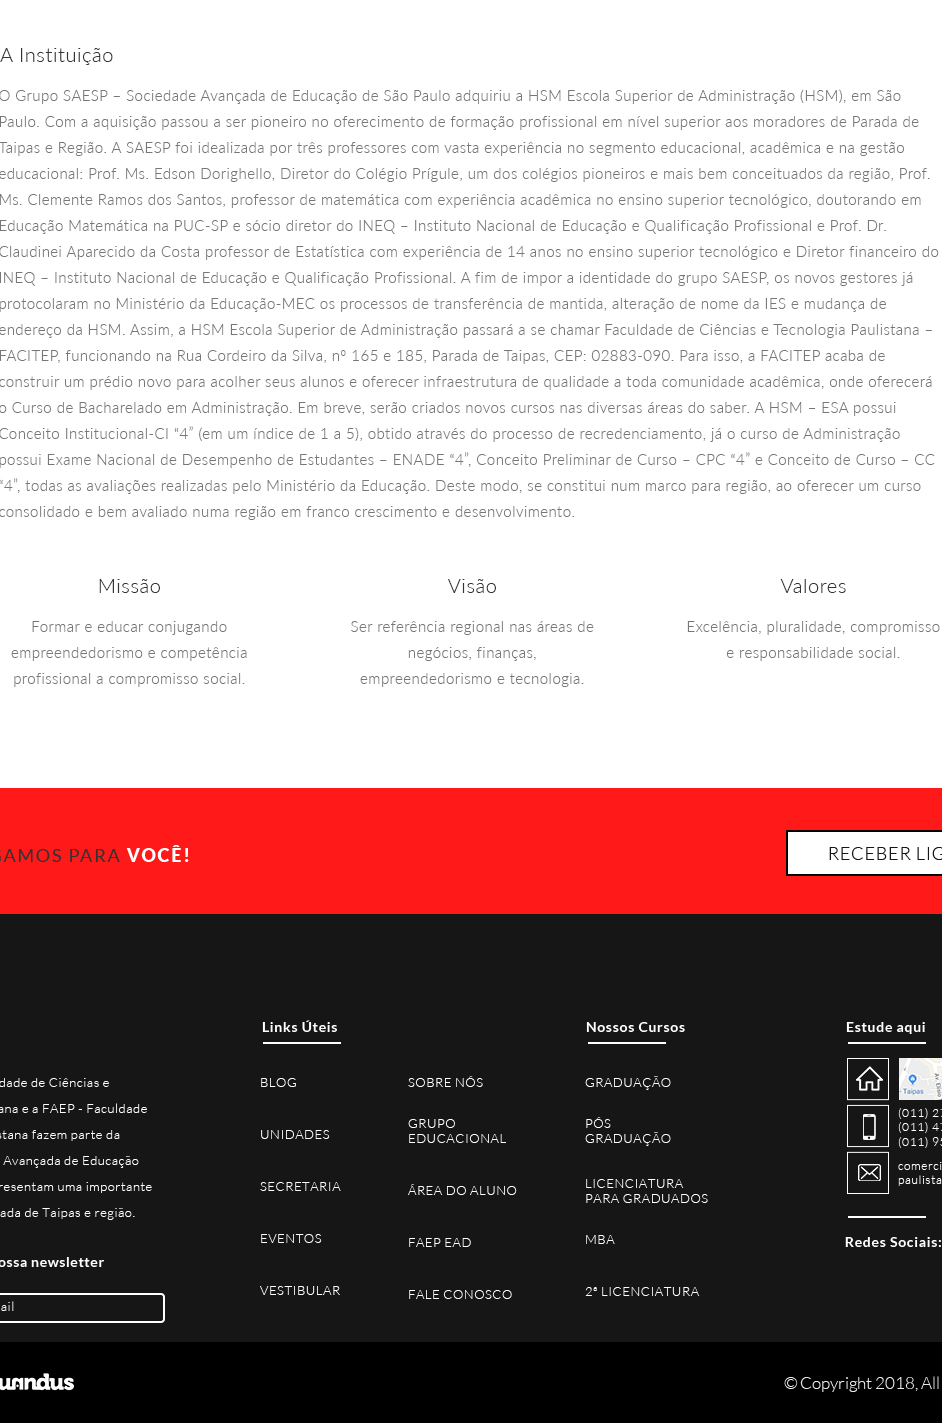 A Instituição
O Grupo SAESP – Sociedade Avançada de Educação de São Paulo adquiriu a HSM Escola Superior de Administração (HSM), em São
Paulo. Com a aquisição passou a ser pioneiro no oferecimento de formação profissional em nível superior aos moradores de Parada de
Taipas e Região. A SAESP foi idealizada por três professores com vasta experiência no segmento educacional, acadêmica e na gestão
educacional: Prof. Ms. Edson Dorighello, Diretor do Colégio Prígule, um dos colégios pioneiros e mais bem conceituados da região, Prof.
Ms. Clemente Ramos dos Santos, professor de matemática com experiência acadêmica no ensino superior tecnológico, doutorando em
Educação Matemática na PUC-SP e sócio diretor do INEQ – Instituto Nacional de Educação e Qualificação Profissional e Prof. Dr.
Claudinei Aparecido da Costa professor de Estatística com experiência de 14 anos no ensino superior tecnológico e Diretor financeiro do
INEQ – Instituto Nacional de Educação e Qualificação Profissional. A fim de impor a identidade do grupo SAESP, os novos gestores já
protocolaram no Ministério da Educação-MEC os processos de transferência de mantida, alteração de nome da IES e mudança de
endereço da HSM. Assim, a HSM Escola Superior de Administração passará a se chamar Faculdade de Ciências e Tecnologia Paulistana –
FACITEP, funcionando na Rua Cordeiro da Silva, nº 165 e 185, Parada de Taipas, CEP: 02883-090. Para isso, a FACITEP acaba de
construir um prédio novo para acolher seus alunos e oferecer infraestrutura de qualidade a toda comunidade acadêmica, onde oferecerá
o Curso de Bacharelado em Administração. Em breve, serão criados novos cursos nas diversas áreas do saber. A HSM – ESA possui
Conceito Institucional-CI “4” (em um índice de 1 a 5), obtido através do processo de recredenciamento, já o curso de Administração
possui Exame Nacional de Desempenho de Estudantes – ENADE “4”, Conceito Preliminar de Curso – CPC “4” e Conceito de Curso – CC
“4”, todas as avaliações realizadas pelo Ministério da Educação. Deste modo, se constitui num marco para região, ao oferecer um curso
consolidado e bem avaliado numa região em franco crescimento e desenvolvimento.
Missão
Formar e educar conjugando
empreendedorismo e competência
profissional a compromisso social.
Visão
Ser referência regional nas áreas de
negócios, finanças,
empreendedorismo e tecnologia.
Valores
Excelência, pluralidade, compromisso
e responsabilidade social.
GAMOS PARA VOCÊ!
RECEBER LIG
dade de Ciências e
ana e a FAEP - Faculdade
stana fazem parte da
Avançada de Educação
resentam uma importante
ada de Taipas e região.
ossa newsletter
ail
Links Úteis
BLOG
UNIDADES
SECRETARIA
EVENTOS
VESTIBULAR
SOBRE NÓS
GRUPO
EDUCACIONAL
ÁREA DO ALUNO
FAEP EAD
FALE CONOSCO
Nossos Cursos
GRADUAÇÃO
PÓS
GRADUAÇÃO
LICENCIATURA
PARA GRADUADOS
MBA
2ª LICENCIATURA
Estude aqui
Taipas
Av. Elísio
(011) 2
(011) 4
(011) 9
comerci
paulista
Redes Sociais:
uandus
© Copyright 2018, All